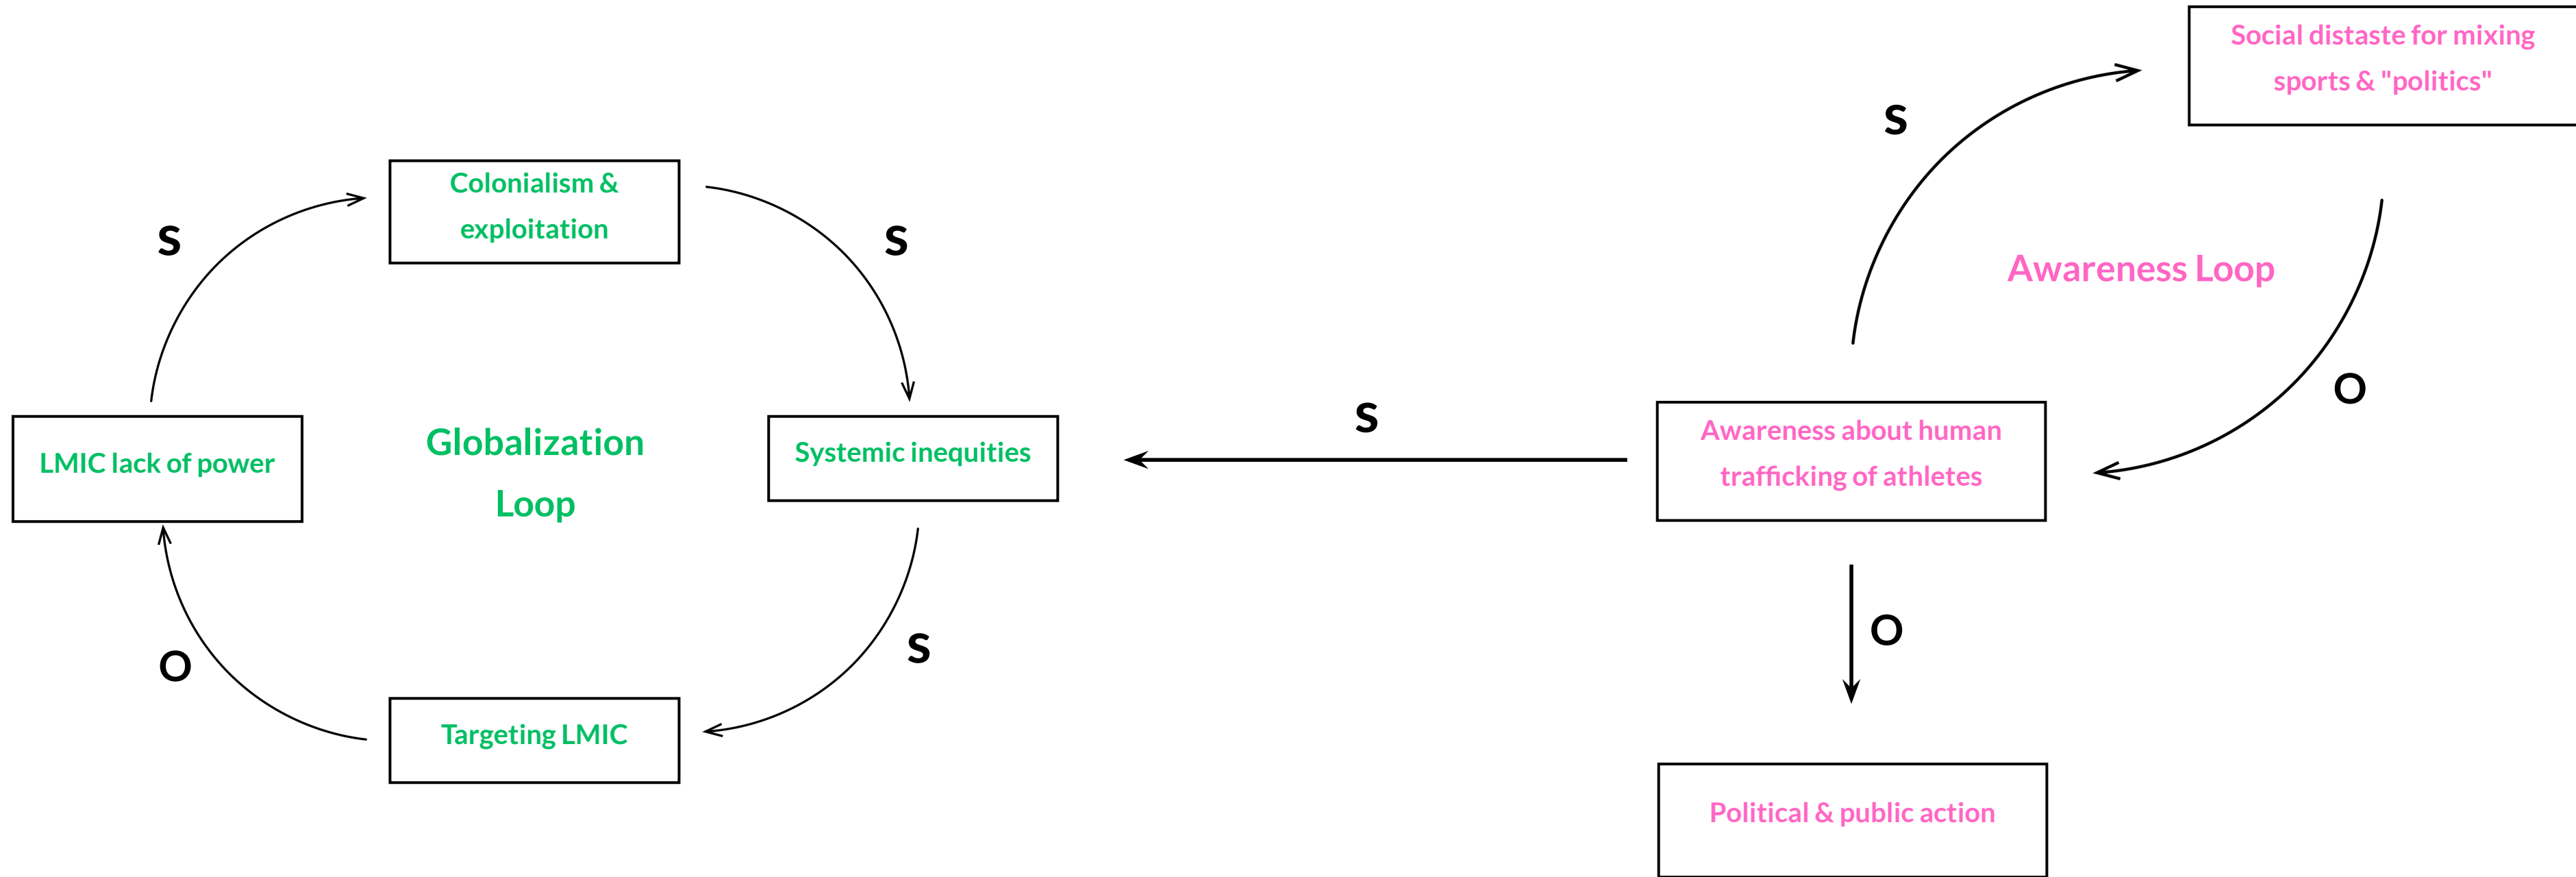 Social distaste for mixing
sports & "politics"
S
Colonialism &
exploitation
S
S
Awareness Loop
O
Globalization
Loop
LMIC lack of power
Systemic inequities
S
Awareness about human
trafficking of athletes
O
S
O
Targeting LMIC
Political & public action